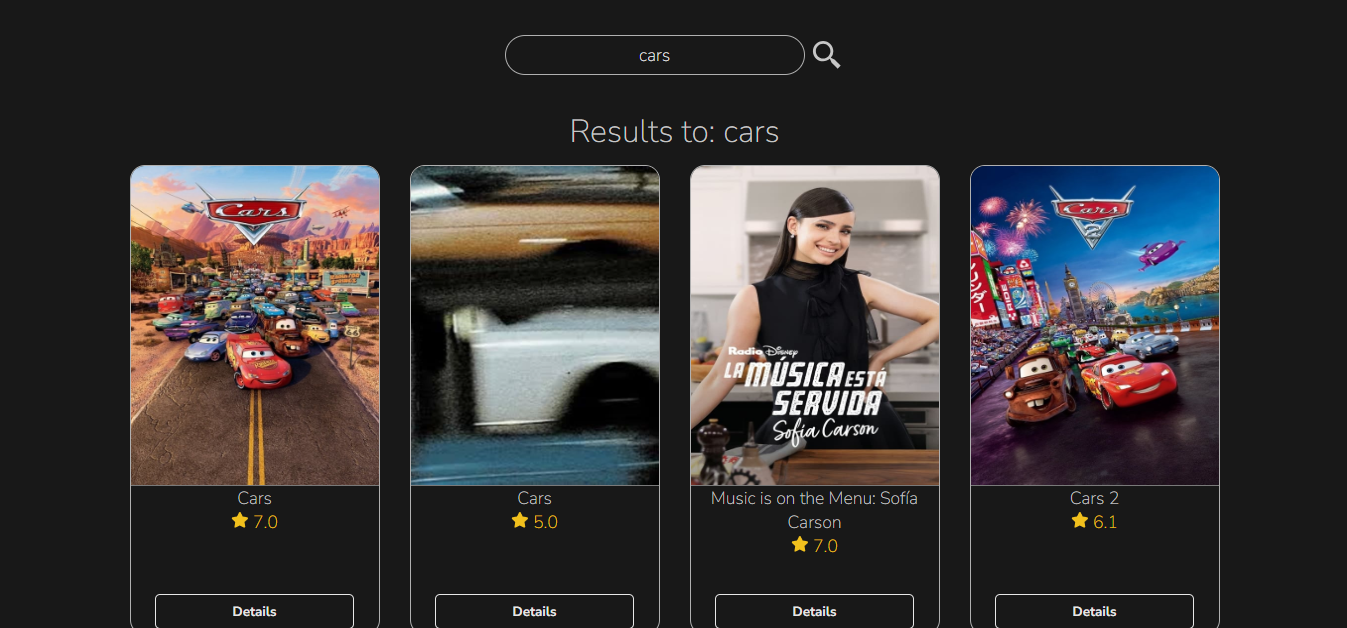 cars
Results to: cars
Cars
Cars
7.0
Cars
5.0
Radio Disney
LA MÚSICA ESTÁ
SERVIDA
Sofía Carson
Music is on the Menu: Sofía
Carson
7.0
Cars
2
Cars 2
6.1
Details
Details
Details
Details